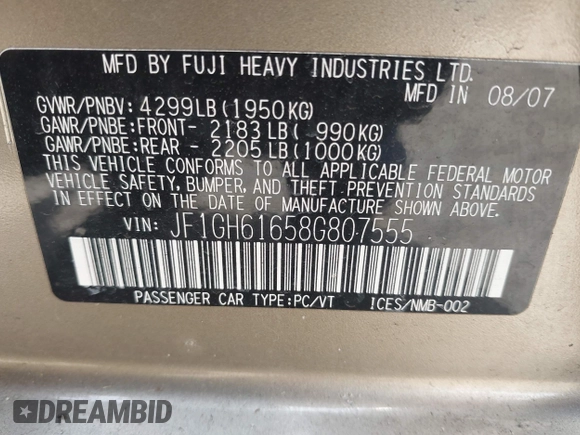 MFD BY FUJI HEAVY INDUSTRIES LTD.
MFD IN 08/07
GVWR/PNBV: 4299LB(1950KG)
GAWR/PNBE:FRONT- 2183LB( 990KG)
GAWR/PNBE:REAR - 2205LB(1000KG)
THIS VEHICLE CONFORMS TO ALL APPLICABLE FEDERAL MOTOR
VEHICLE SAFETY, BUMPER, AND THEFT PREVENTION STANDARDS
IN EFFECT ON THE DATE OF MANUFACTURE SHOWN ABOVE.
VIN: JF1GH61658G807555
PASSENGER CAR TYPE:PC/VT ICES/NMB-002
DREAMBID